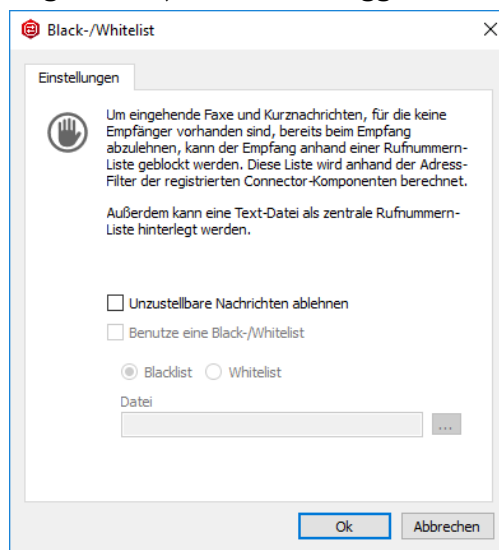 Black-/Whitelist
Einstellungen
Um eingehende Faxe und Kurznachrichten, für die keine
Empfänger vorhanden sind, bereits beim Empfang
abzulehnen, kann der Empfang anhand einer Rufnummern-
Liste geblockt werden. Diese Liste wird anhand der Adress-
Filter der registrierten Connector-Komponenten berechnet.
Außerdem kann eine Text-Datei als zentrale Rufnummern-
Liste hinterlegt werden.
Unzustellbare Nachrichten ablehnen
Benutze eine Black-/Whitelist
Blacklist Whitelist
Datei
...
Ok Abbrechen